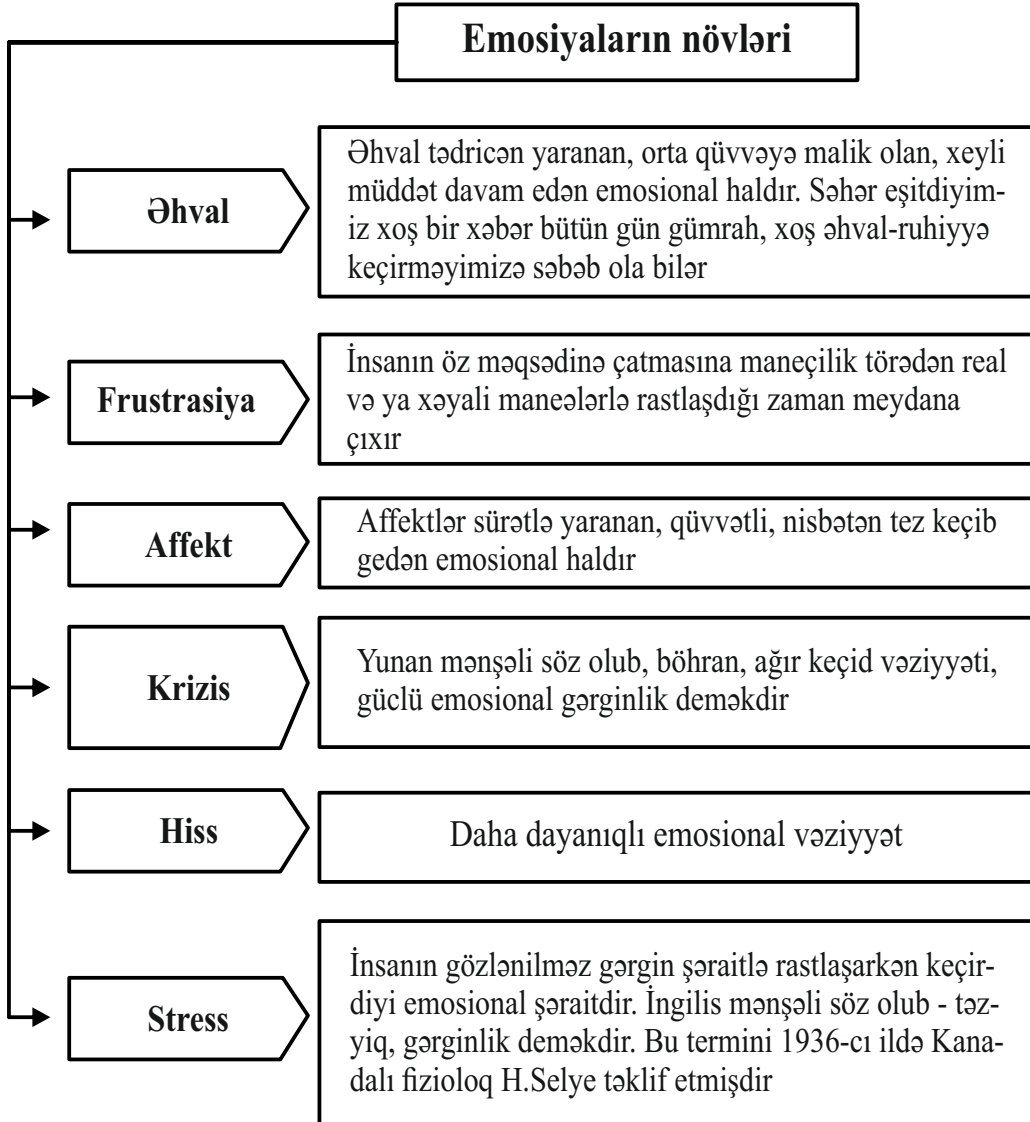 Emosiyaların növləri
Əhval
Əhval tədricən yaranan, orta qüvvəyə malik olan, xeyli
müddət davam edən emosional haldır. Səhər eşitdiyim-
iz xoş bir xəbər bütün gün gümrah, xoş əhval-ruhiyyə
keçirməyimizə səbəb ola bilər
Frustrasiya
İnsanın öz məqsədinə çatmasına maneçilik törədən real
və ya xəyali maneələrlə rastlaşdığı zaman meydana
çıxır
Affekt
Affektlər sürətlə yaranan, qüvvətli, nisbətən tez keçib
gedən emosional haldır
Krizis
Yunan mənşəli söz olub, böhran, ağır keçid vəziyyəti,
güclü emosional gərginlik deməkdir
Hiss
Daha dayanıqlı emosional vəziyyət
Stress
İnsanın gözlənilməz gərgin şəraitlə rastlaşarkən keçir-
diyi emosional şəraitdir. İngilis mənşəli söz olub - təz-
yiq, gərginlik deməkdir. Bu termini 1936-cı ildə Kana-
dalı fizioloq H.Selye təklif etmişdir